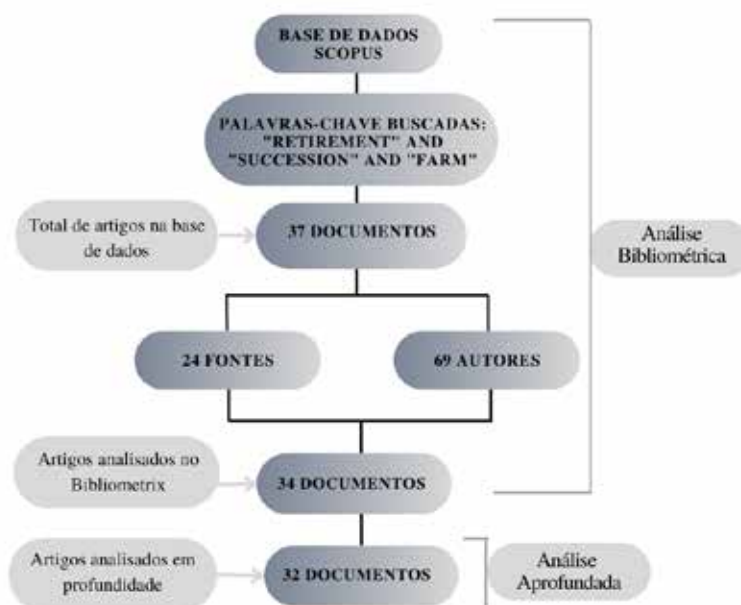 BASE DE DADOS
SCOPUS
PALAVRAS-CHAVE BUSCADAS:
"RETIREMENT" AND
"SUCCESSION" AND "FARM"
Total de artigos na base
de dados
37 DOCUMENTOS
Análise
Bibliométrica
24 FONTES
69 AUTORES
Artigos analisados no
Bibliometrix
34 DOCUMENTOS
Artigos analisados em
profundidade
32 DOCUMENTOS
Análise
Aprofundada